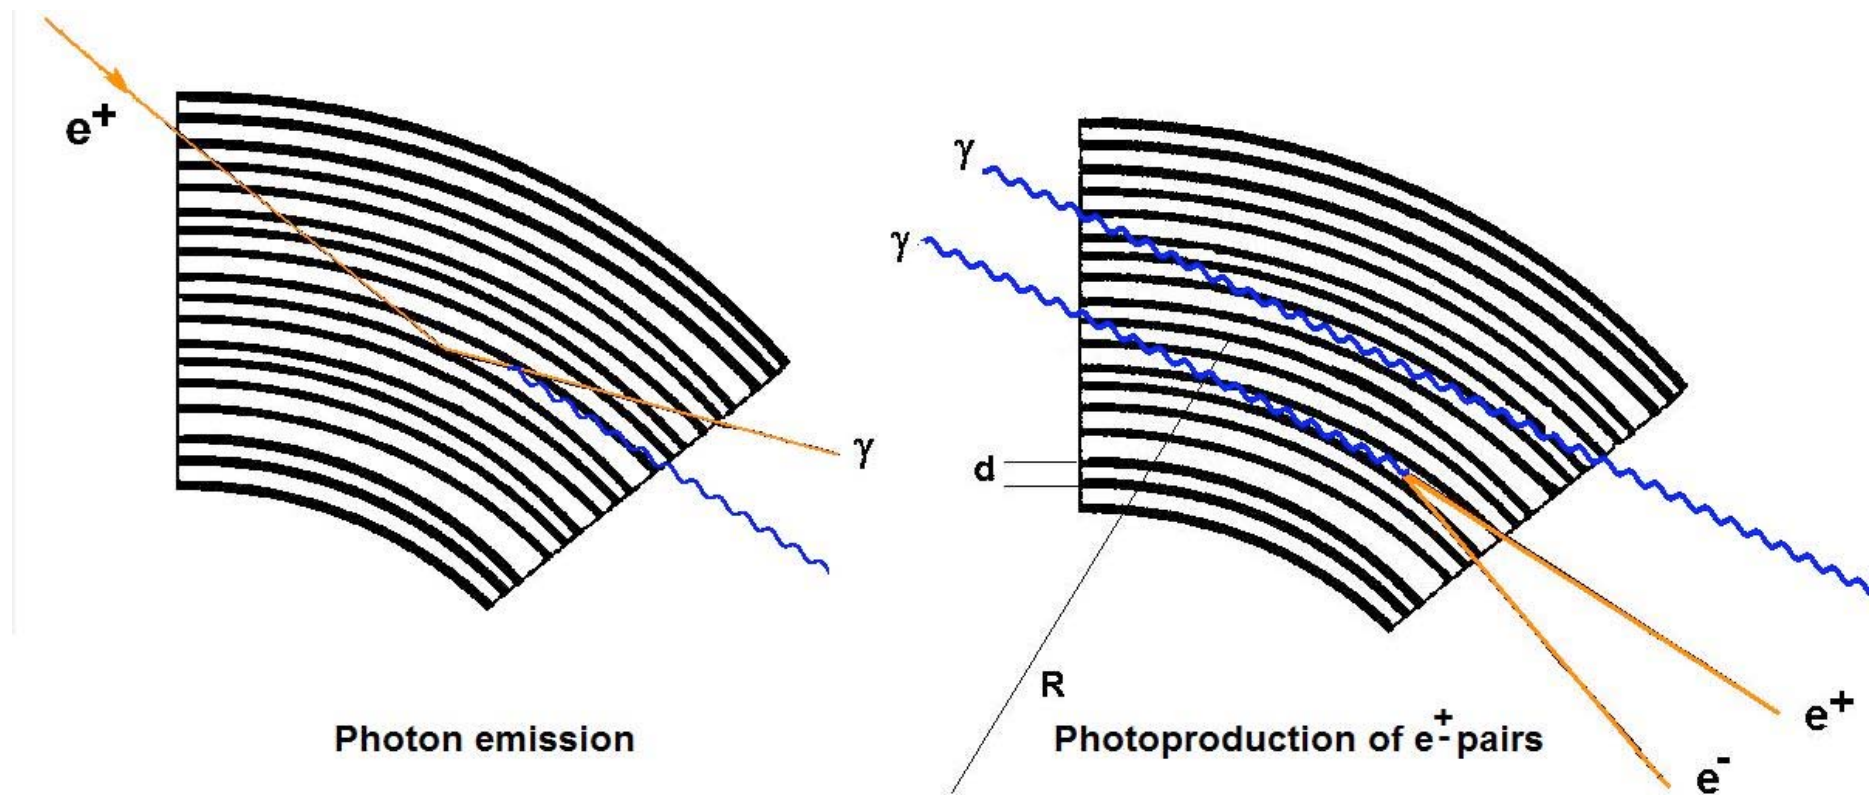 e+
γ
Photon emission
γ
γ
d
R
e+
e-
Photoproduction of e± pairs